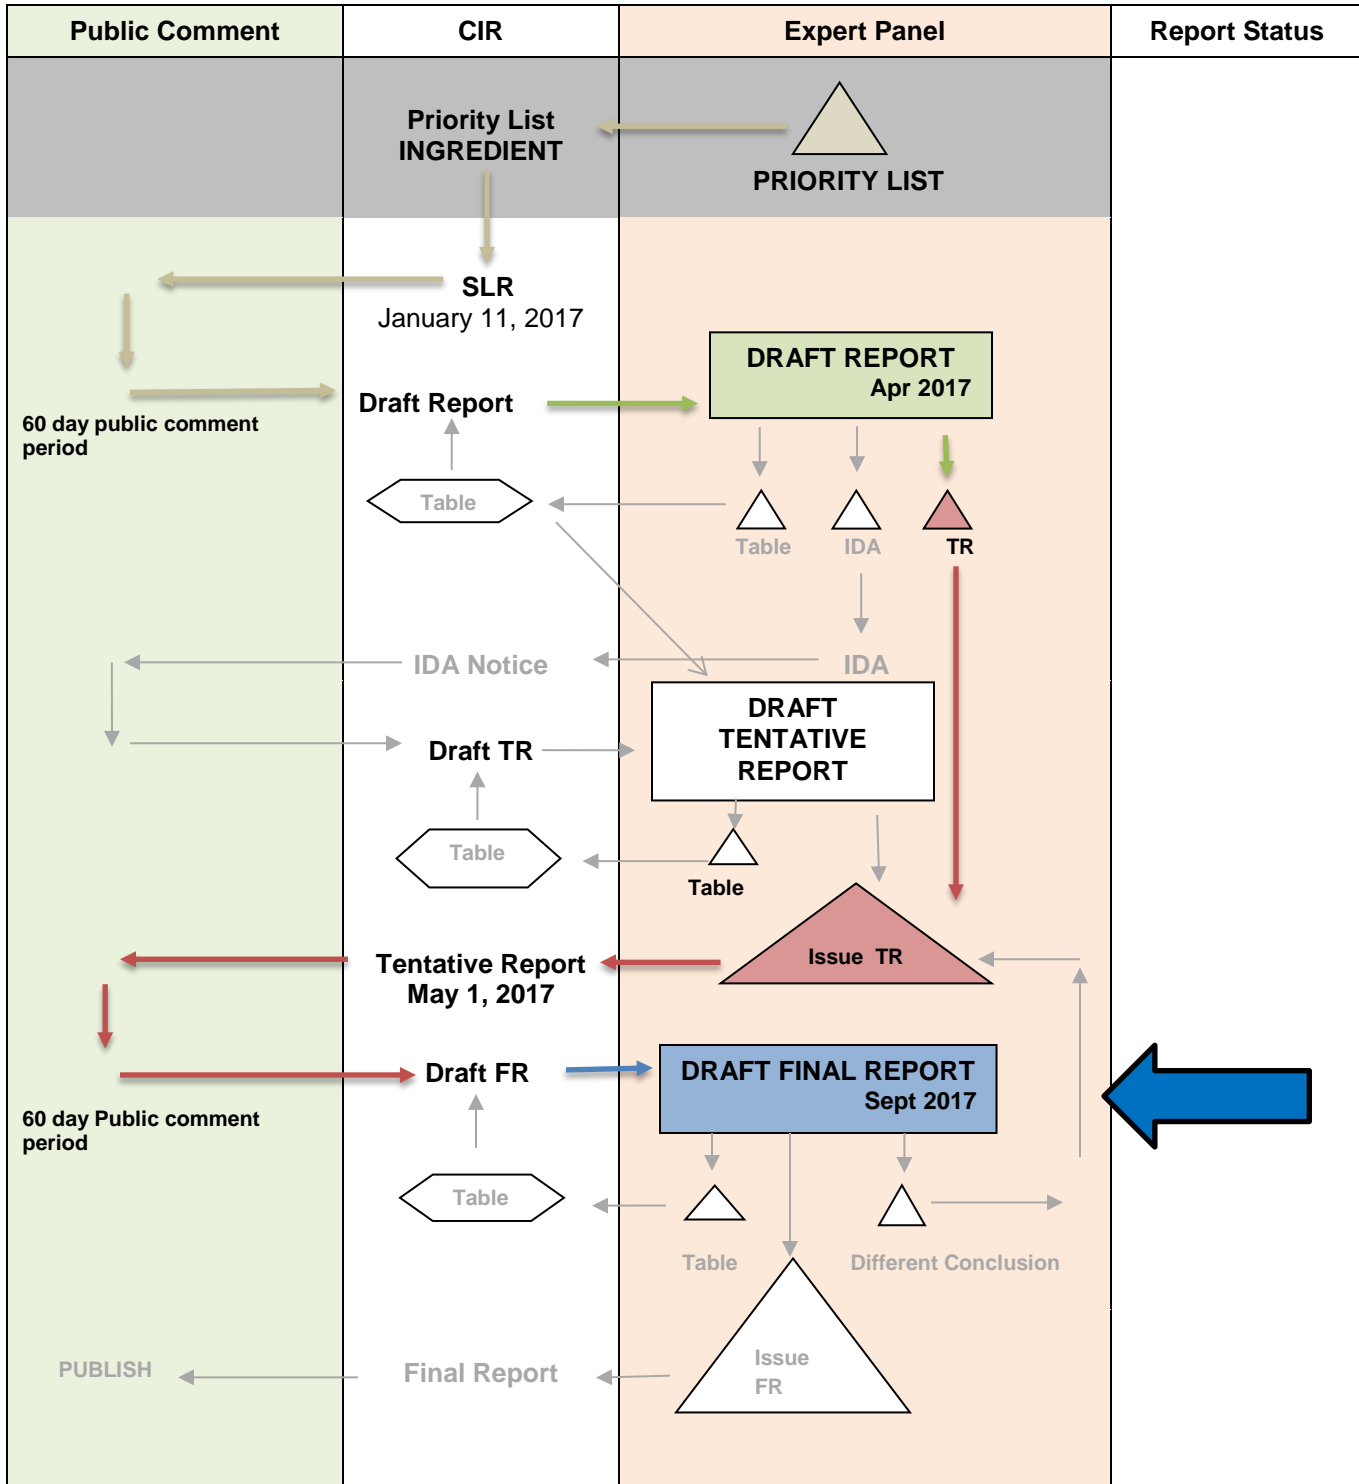 Public Comment
CIR
Expert Panel
Report Status
Priority List
INGREDIENT
PRIORITY LIST
SLR
January 11, 2017
DRAFT REPORT
Apr 2017
Draft Report
60 day public comment
period
Table
Table
IDA
TR
IDA Notice
IDA
DRAFT
TENTATIVE
REPORT
Draft TR
Table
Table
Issue TR
Tentative Report
May 1, 2017
Draft FR
DRAFT FINAL REPORT
Sept 2017
60 day Public comment
period
Table
Table
Different Conclusion
Issue
FR
PUBLISH
Final Report